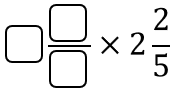 □ □/□ × 2 2/5